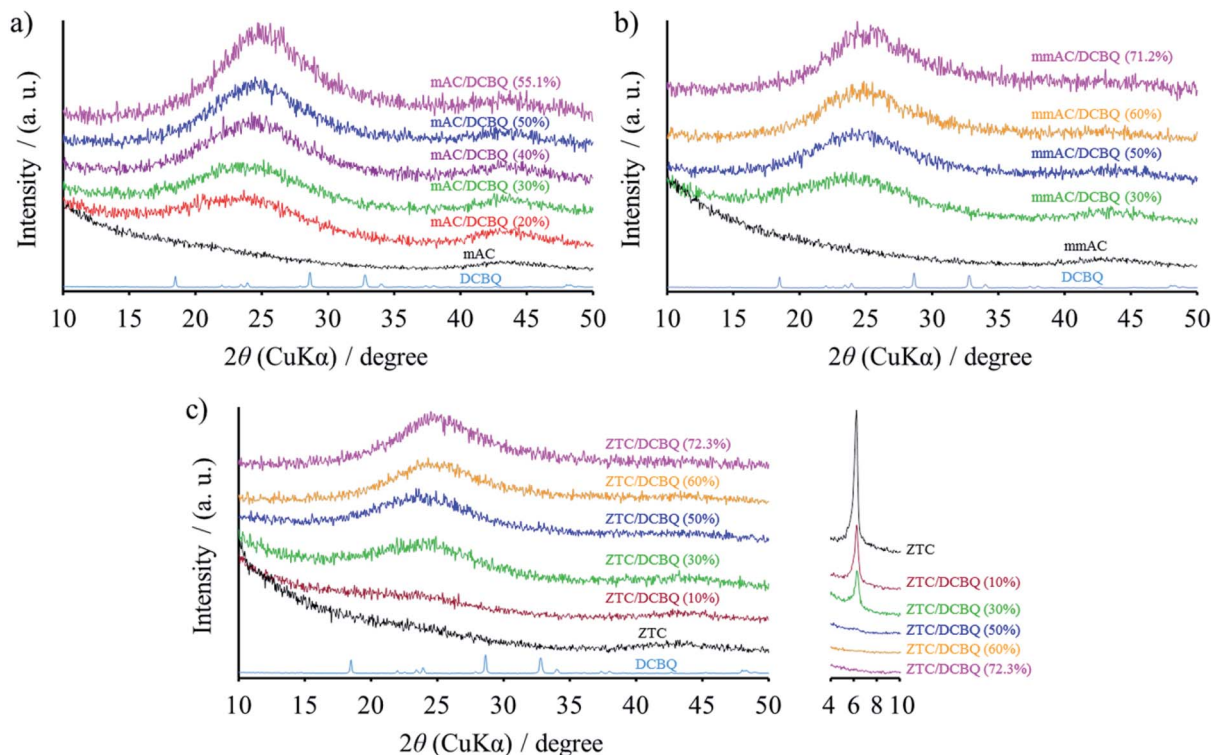 a)
Intensity / (a. u.)
mAC/DCBQ (55.1%)
mAC/DCBQ (50%)
mAC/DCBQ (40%)
mAC/DCBQ (30%)
mAC/DCBQ (20%)
mAC
DCBQ
10 15 20 25 30 35 40 45 50
2θ (CuKα) / degree
b)
Intensity / (a. u.)
mmAC/DCBQ (71.2%)
mmAC/DCBQ (60%)
mmAC/DCBQ (50%)
mmAC/DCBQ (30%)
mmAC
DCBQ
10 15 20 25 30 35 40 45 50
2θ (CuKα) / degree
c)
Intensity / (a. u.)
ZTC/DCBQ (72.3%)
ZTC/DCBQ (60%)
ZTC/DCBQ (50%)
ZTC/DCBQ (30%)
ZTC/DCBQ (10%)
ZTC
DCBQ
10 15 20 25 30 35 40 45 50
2θ (CuKα) / degree
ZTC
ZTC/DCBQ (10%)
ZTC/DCBQ (30%)
ZTC/DCBQ (50%)
ZTC/DCBQ (60%)
ZTC/DCBQ (72.3%)
4 6 8 10